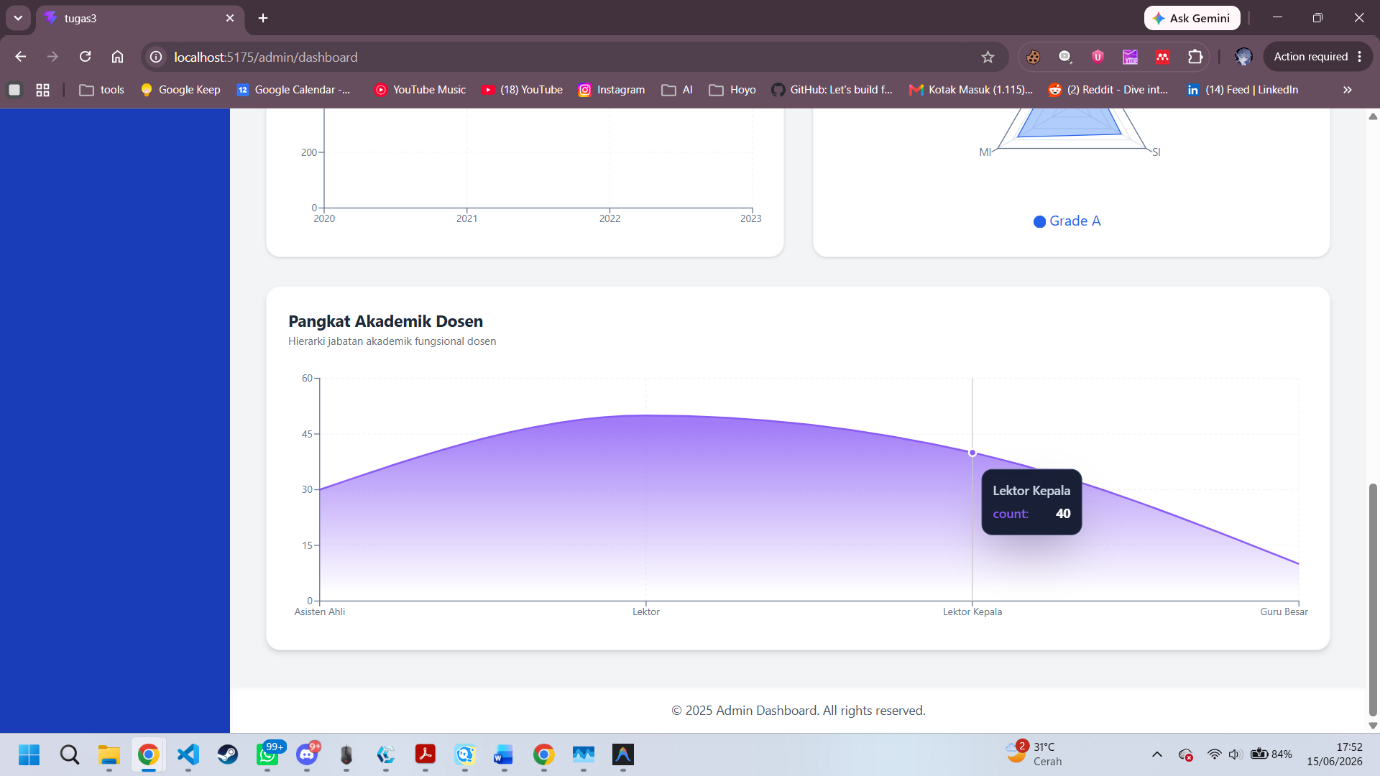 tugas3
Ask Gemini
localhost:5175/admin/dashboard
Action required
tools
Google Keep
12
Google Calendar -...
YouTube Music
(18) YouTube
Instagram
AI
Hoyo
GitHub: Let's build f...
Kotak Masuk (1.115)...
(2) Reddit - Dive int...
(14) Feed | LinkedIn
200
0
2020
2021
2022
2023
MI
SI
Grade A
Pangkat Akademik Dosen
Hierarki jabatan akademik fungsional dosen
60
45
30
15
0
Lektor Kepala
count: 40
Asisten Ahli
Lektor
Lektor Kepala
Guru Besar
© 2025 Admin Dashboard. All rights reserved.
99+
9+
2
31°C
Cerah
84%
17:52
15/06/2026